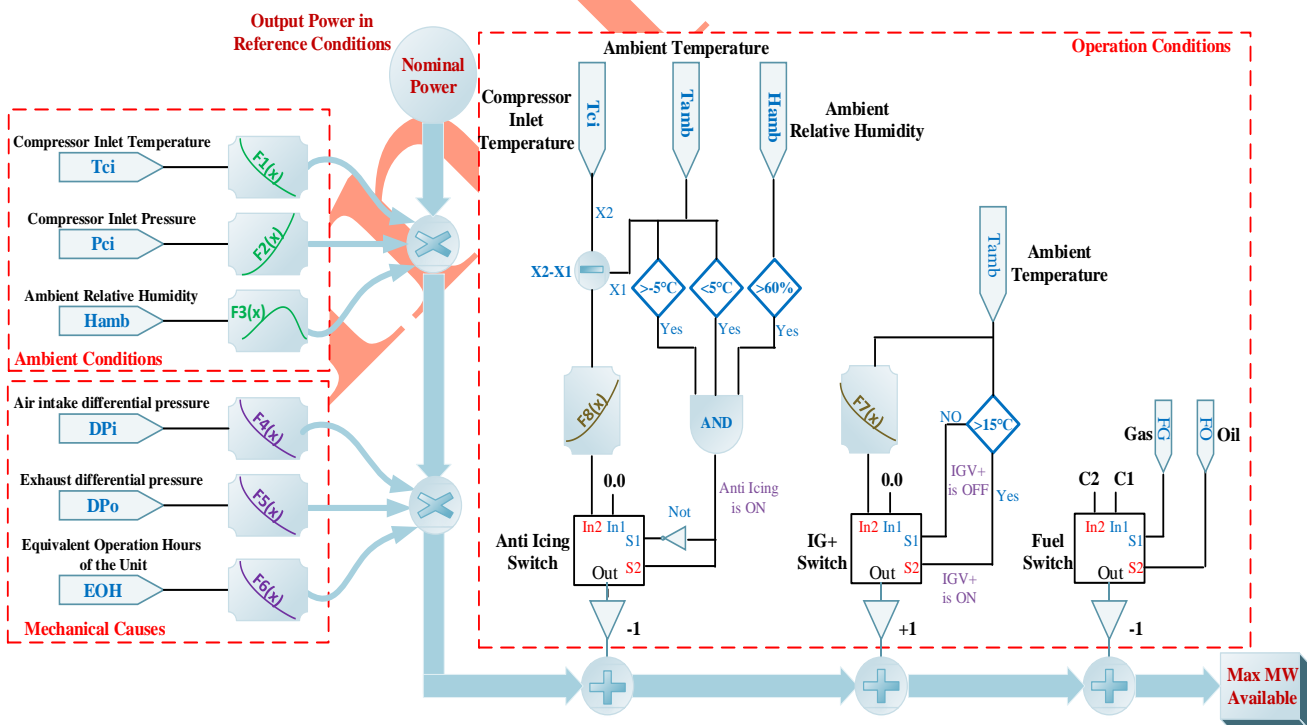 Output Power in
Reference Conditions
Nominal
Power
Ambient Conditions
Compressor Inlet Temperature
Tci
F1(x)
Compressor Inlet Pressure
Pci
F2(x)
Ambient Relative Humidity
Hamb
F3(x)
Mechanical Causes
Air intake differential pressure
DPi
F4(x)
Exhaust differential pressure
DPo
F5(x)
Equivalent Operation Hours
of the Unit
EOH
F6(x)
Operation Conditions
Ambient Temperature
Compressor
Inlet
Temperature
Tci
Tamb
Hamb
Ambient
Relative Humidity
X2
X2-X1
X1
>-5°C
<5°C
>60%
Yes
Yes
Yes
F8(x)
AND
0.0
Anti Icing
is ON
Not
In2 In1
S1
S2
Out
Anti Icing
Switch
-1
Tamb
Ambient
Temperature
F7(x)
NO
>15°C
IGV+
is OFF
Yes
0.0
In2 In1
S1
S2
Out
IG+
Switch
IGV+
is ON
+1
Gas
FG
FO
Oil
C2 C1
In2 In1
S1
S2
Out
Fuel
Switch
-1
Max MW
Available